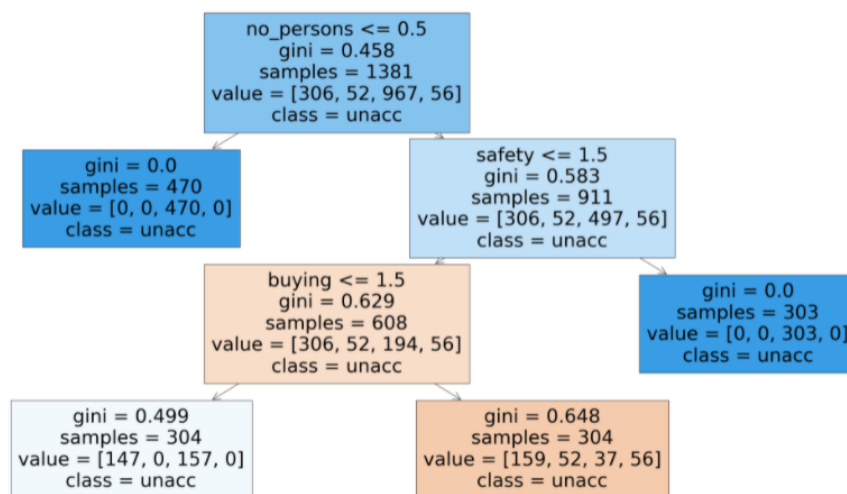 no_persons <= 0.5
gini = 0.458
samples = 1381
value = [306, 52, 967, 56]
class = unacc
gini = 0.0
samples = 470
value = [0, 0, 470, 0]
class = unacc
safety <= 1.5
gini = 0.583
samples = 911
value = [306, 52, 497, 56]
class = unacc
buying <= 1.5
gini = 0.629
samples = 608
value = [306, 52, 194, 56]
class = unacc
gini = 0.0
samples = 303
value = [0, 0, 303, 0]
class = unacc
gini = 0.499
samples = 304
value = [147, 0, 157, 0]
class = unacc
gini = 0.648
samples = 304
value = [159, 52, 37, 56]
class = unacc